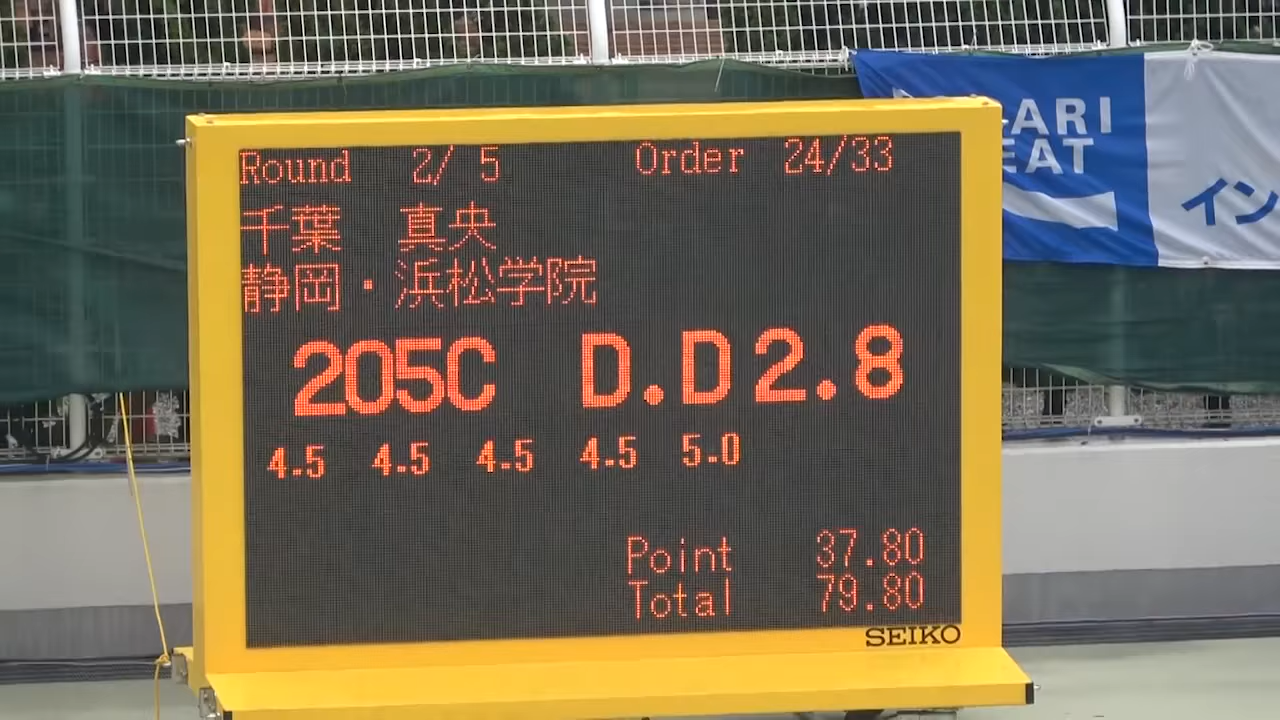 Round 2/ 5 Order 24/33
千葉 真央
静岡・浜松学院
205C D.D2.8
4.5 4.5 4.5 4.5 5.0
Point 37.80
Total 79.80
SEIKO
イン